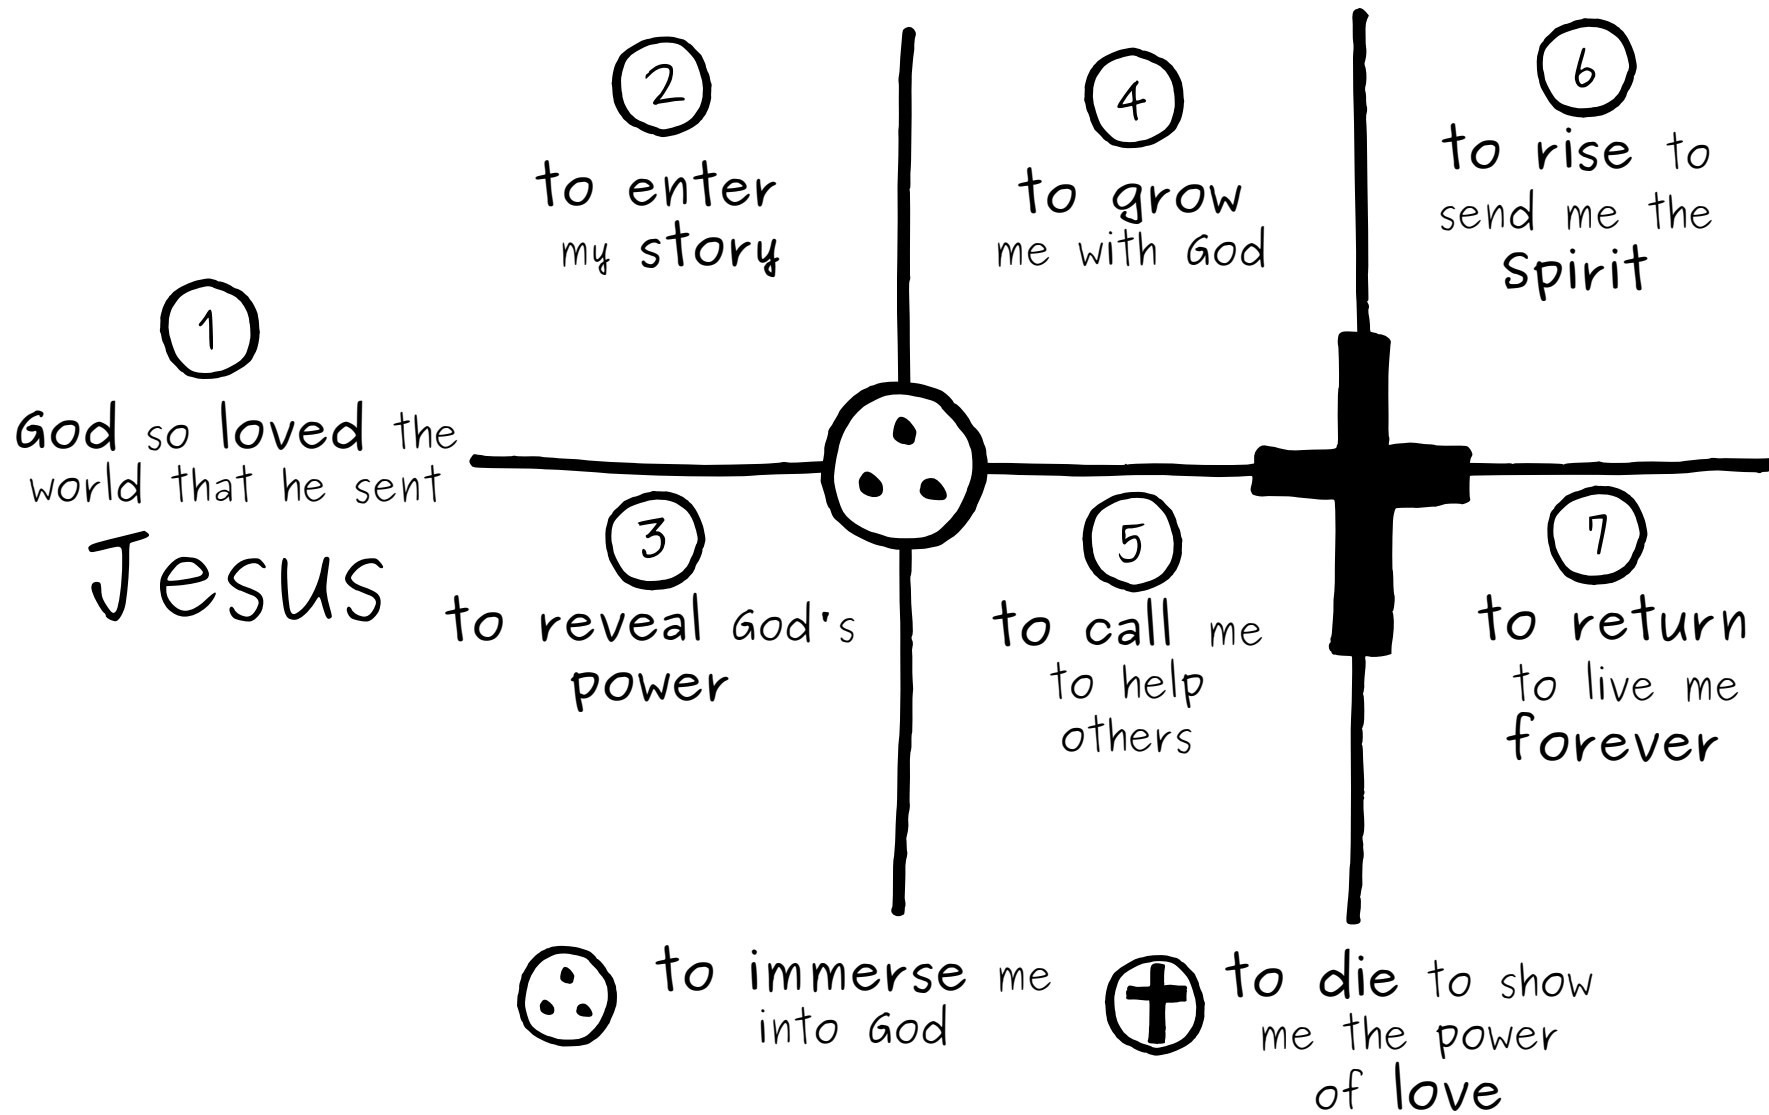 1
God so loved the
world that he sent
Jesus
2
to enter
my story
3
to reveal God's
power
4
to grow
me with God
5
to call me
to help
others
6
to rise to
send me the
Spirit
7
to return
to live me
forever
to immerse me
into God
to die to show
me the power
of love